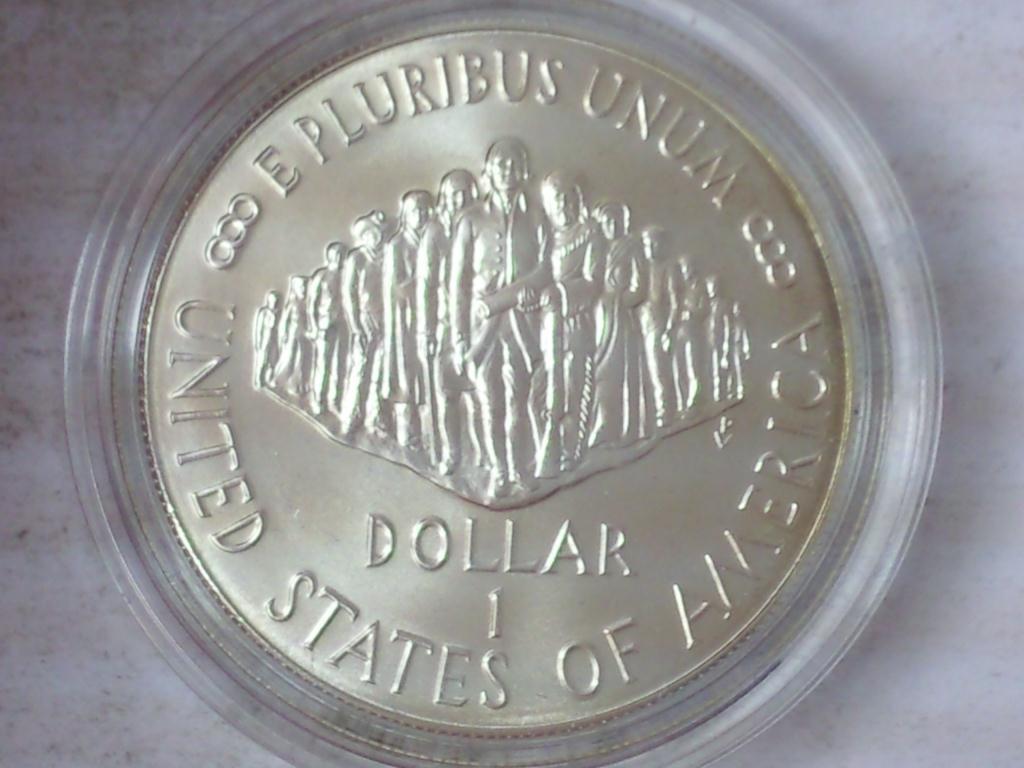 E PLURIBUS UNUM
DOLLAR
1
UNITED STATES OF AMERICA